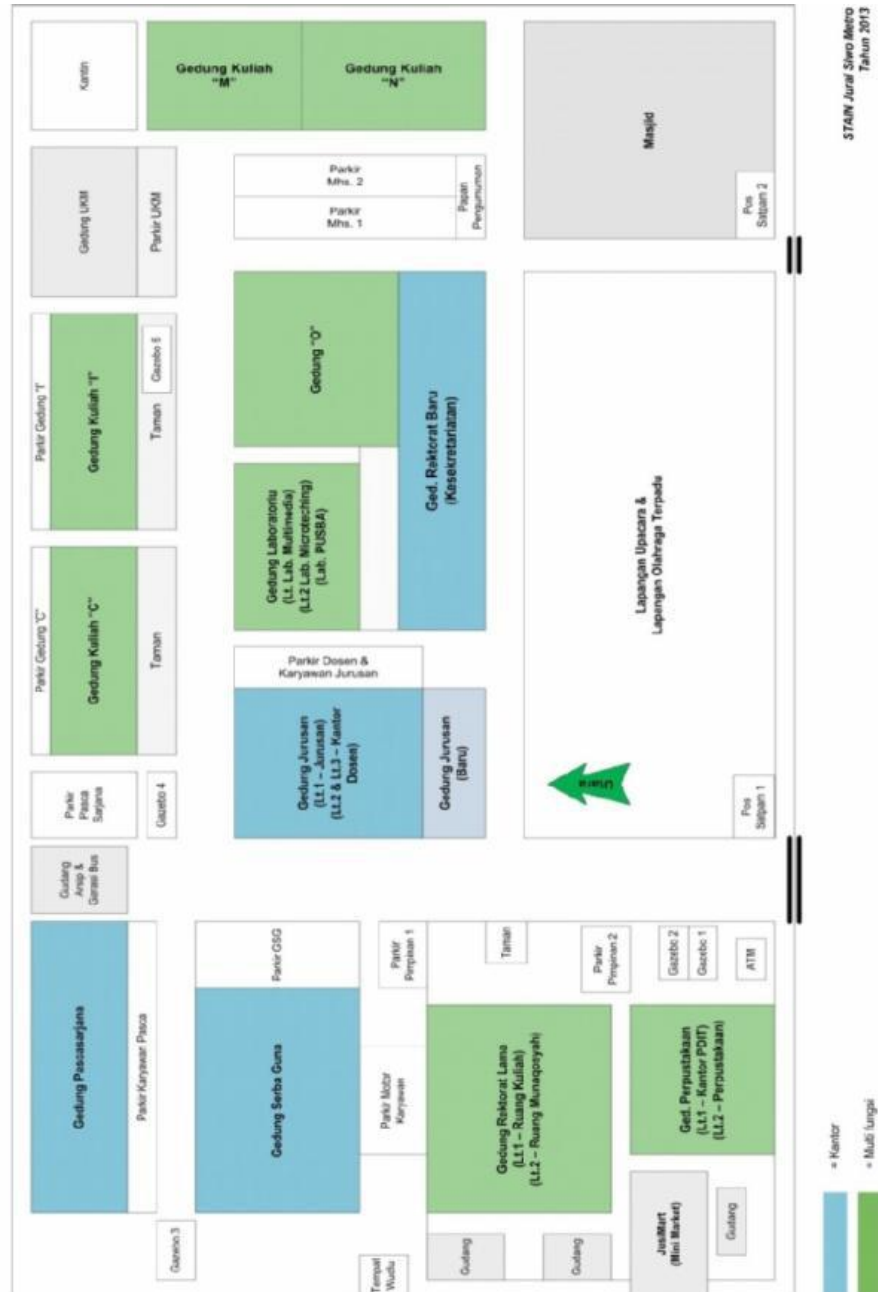 STAIN Jurai Siwo Metro
Tahun 2013
Kantin
Gedung Kuliah
"M"
Gedung Kuliah
"N"
Masjid
Pos
Satpam 2
Gedung UKM
Parkir UKM
Parkir
Mhs. 2
Parkir
Mhs. 1
Papan
Pengumuman
Parkir Gedung "I"
Gedung Kuliah "I"
Gazebo 5
Taman
Gedung "O"
Ged. Rektorat Baru
(Kesekretariatan)
Gedung Laboratoriu
(Lt. Lab. Multimedia)
(Lt.2 Lab. Microteching)
(Lab. PUSBA)
Lapangan Upacara &
Lapangan Olahraga Terpadu
Parkir Gedung "C"
Gedung Kuliah "C"
Taman
Parkir Dosen &
Karyawan Jurusan
Gedung Jurusan
(Lt.1 – Jurusan)
(Lt.2 & Lt.3 – Kantor
Dosen)
Gedung Jurusan
(Baru)
Utara
Pos
Satpam 1
Parkir
Pasca
Sarjana
Gazebo 4
Gudang
Arsip &
Garasi Bus
Gedung Pascasarjana
Parkir Karyawan Pasca
Parkir GSG
Gedung Serba Guna
Parkir
Pimpinan 1
Parkir Motor
Karyawan
Taman
Parkir
Pimpinan 2
Gazebo 2
Gazebo 1
ATM
Gedung Rektorat Lama
(Lt.1 – Ruang Kuliah)
(Lt.2 – Ruang Munaqosyah)
Ged. Perpustakaan
(Lt.1 – Kantor PDIT)
(Lt.2 – Perpustakaan)
Gazebo 3
Tempat
Wudu
Gudang
Gudang
JusiMart
(Mini Market)
Gudang
= Kantor
= Multi fungsi